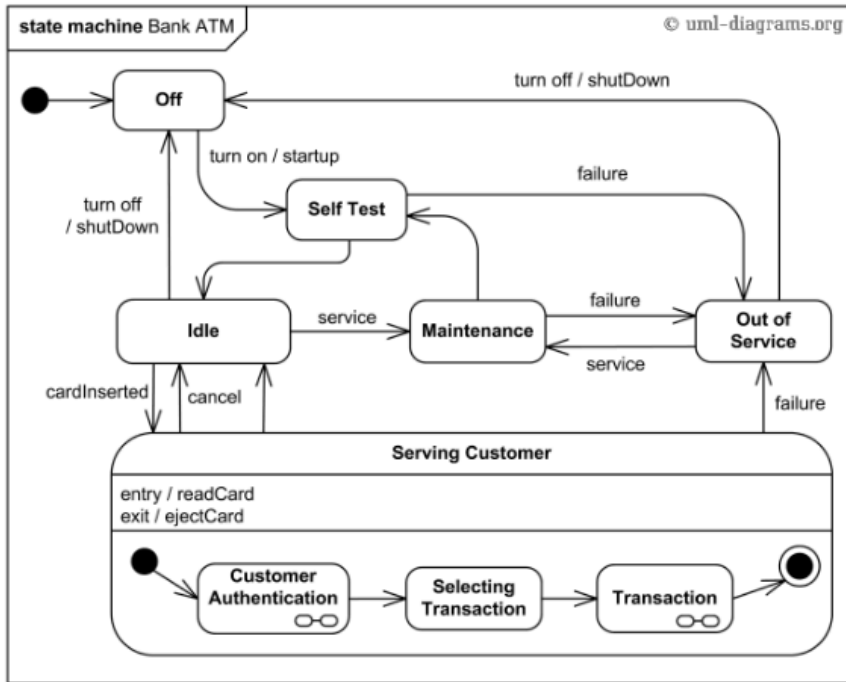 state machine Bank ATM
© uml-diagrams.org
turn off / shutDown
Off
turn on / startup
failure
Self Test
turn off
/ shutDown
failure
service
Idle
Maintenance
Out of
Service
service
cardInserted
cancel
failure
Serving Customer
entry / readCard
exit / ejectCard
Customer
Authentication
Selecting
Transaction
Transaction